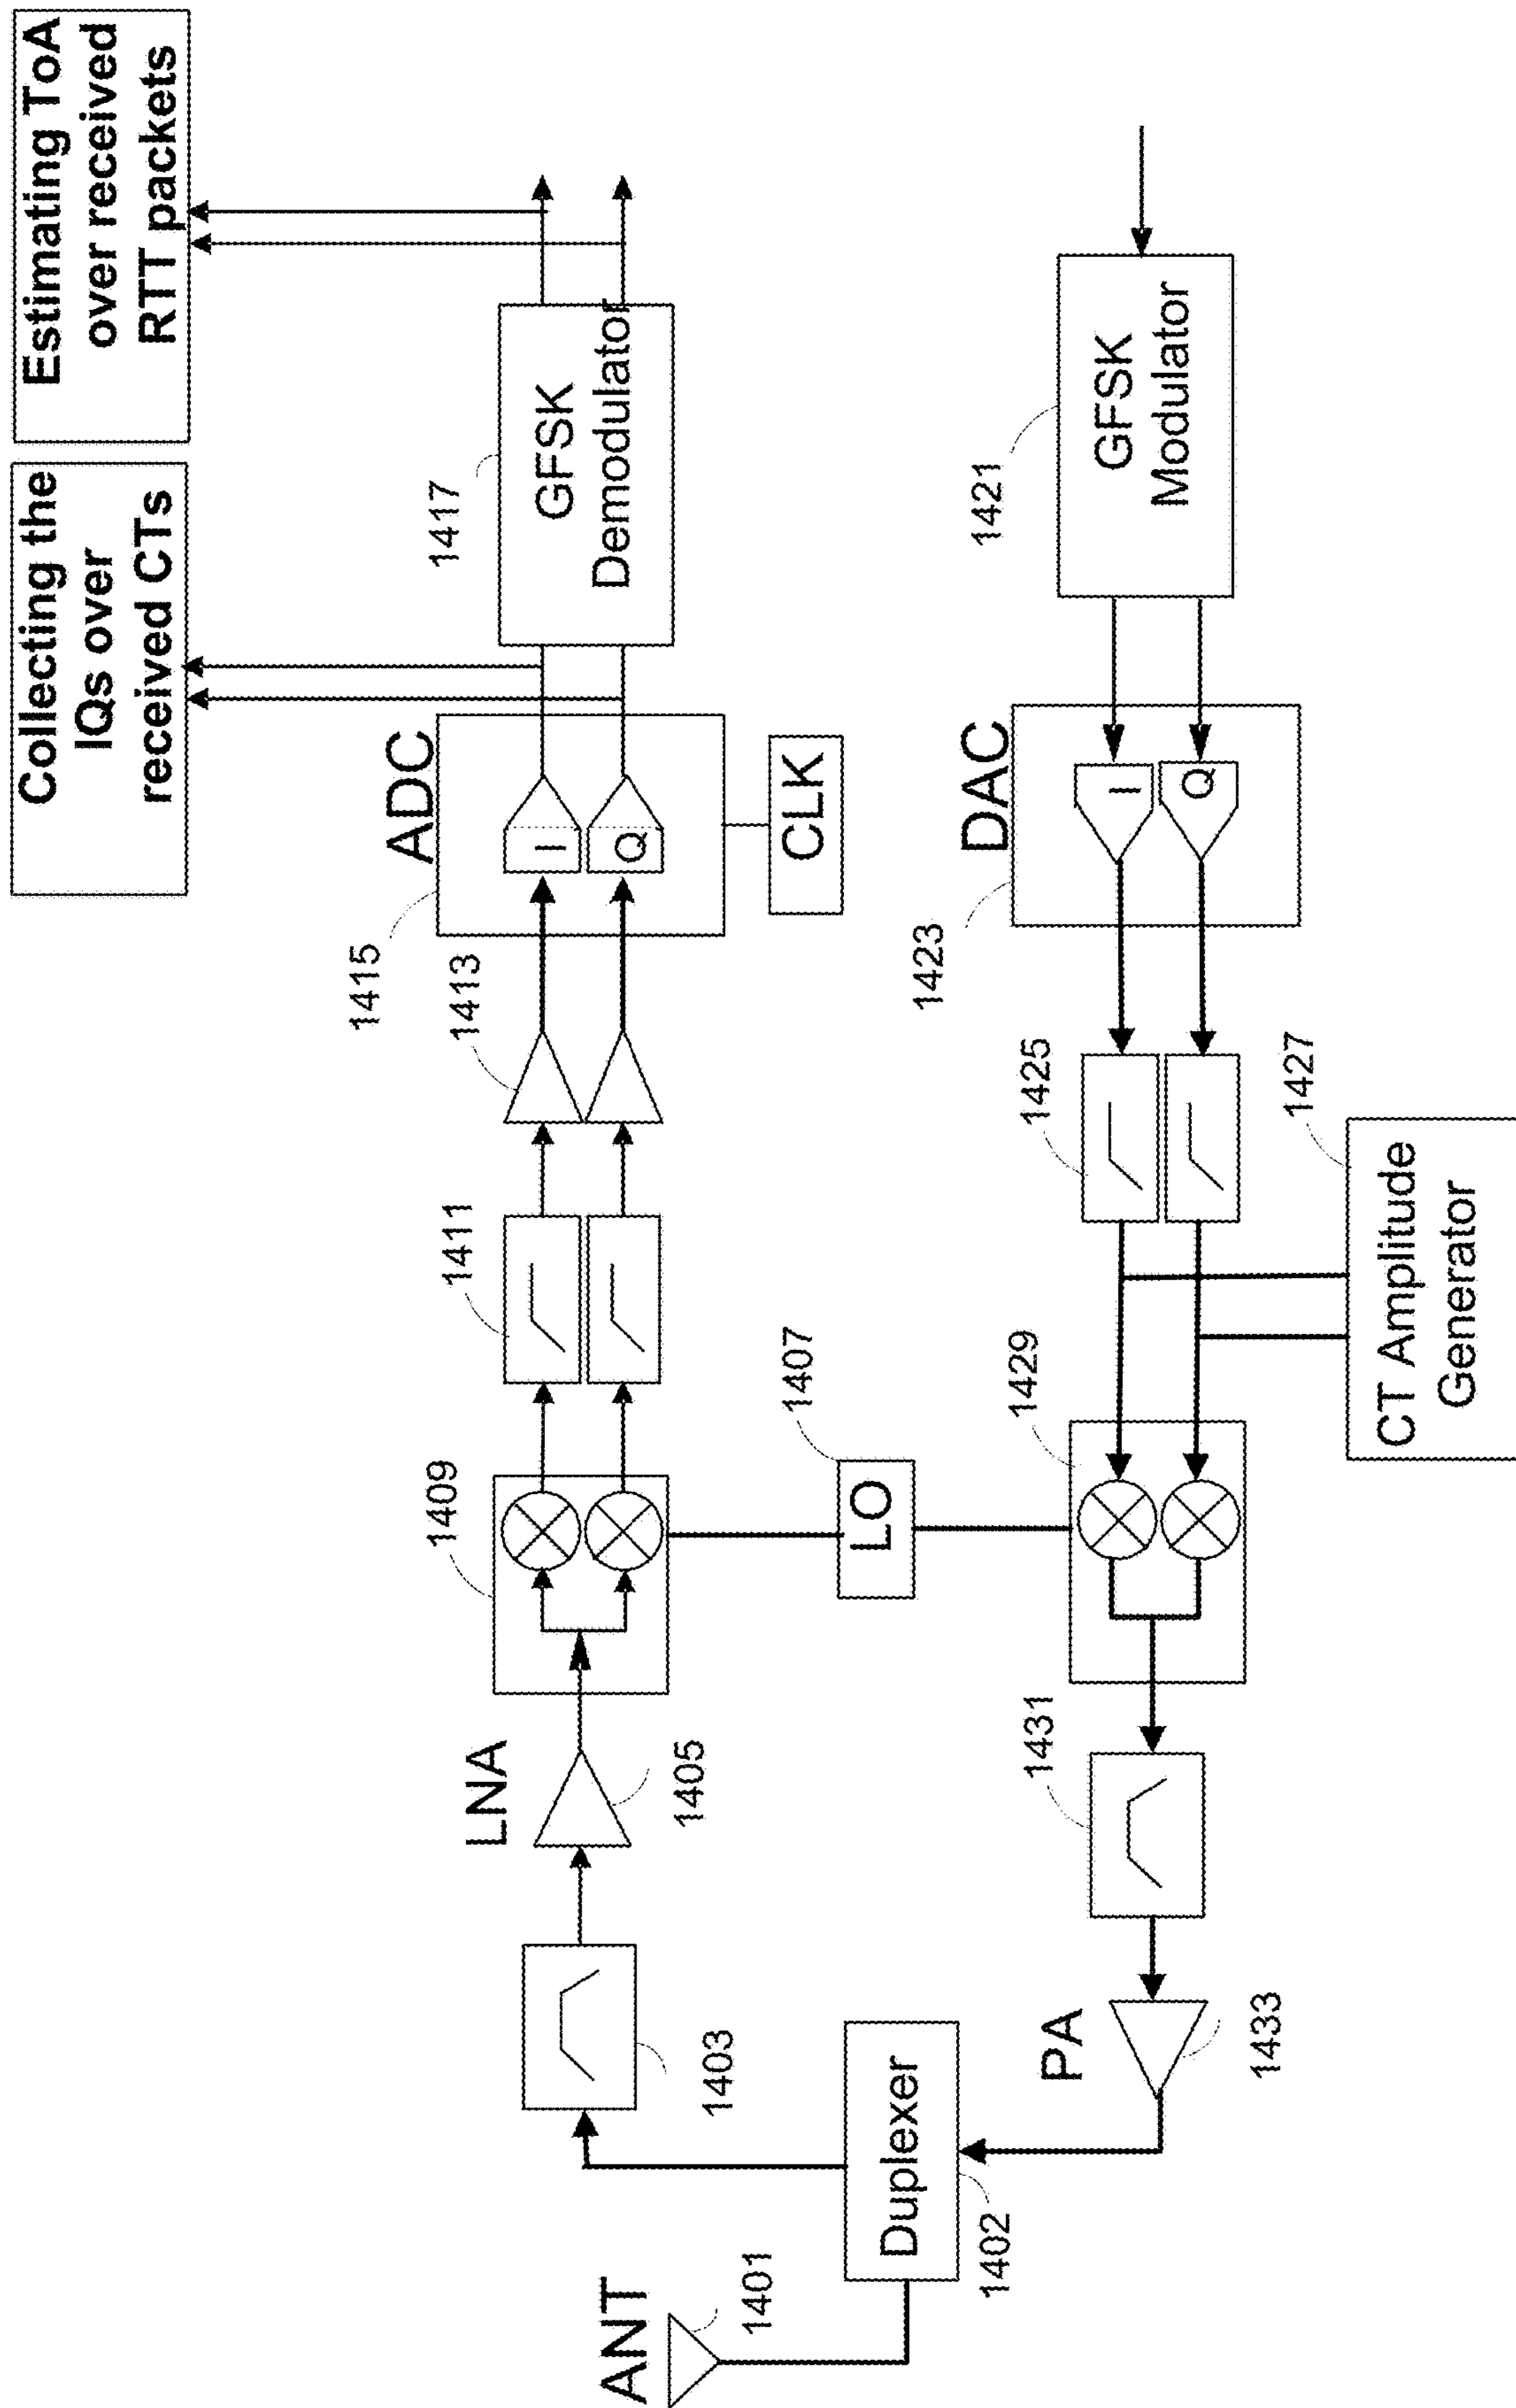 Collecting the
IQs over
received CTs
Estimating ToA
over received
RTT packets
ANT
1401
Duplexer
1402
1403
LNA
1405
1409
1411
1413
1415
ADC
I
Q
CLK
1417
GFSK
Demodulator
LO
1407
PA
1433
1431
1429
1425
1423
DAC
I
Q
1421
GFSK
Modulator
CT Amplitude
Generator
1427